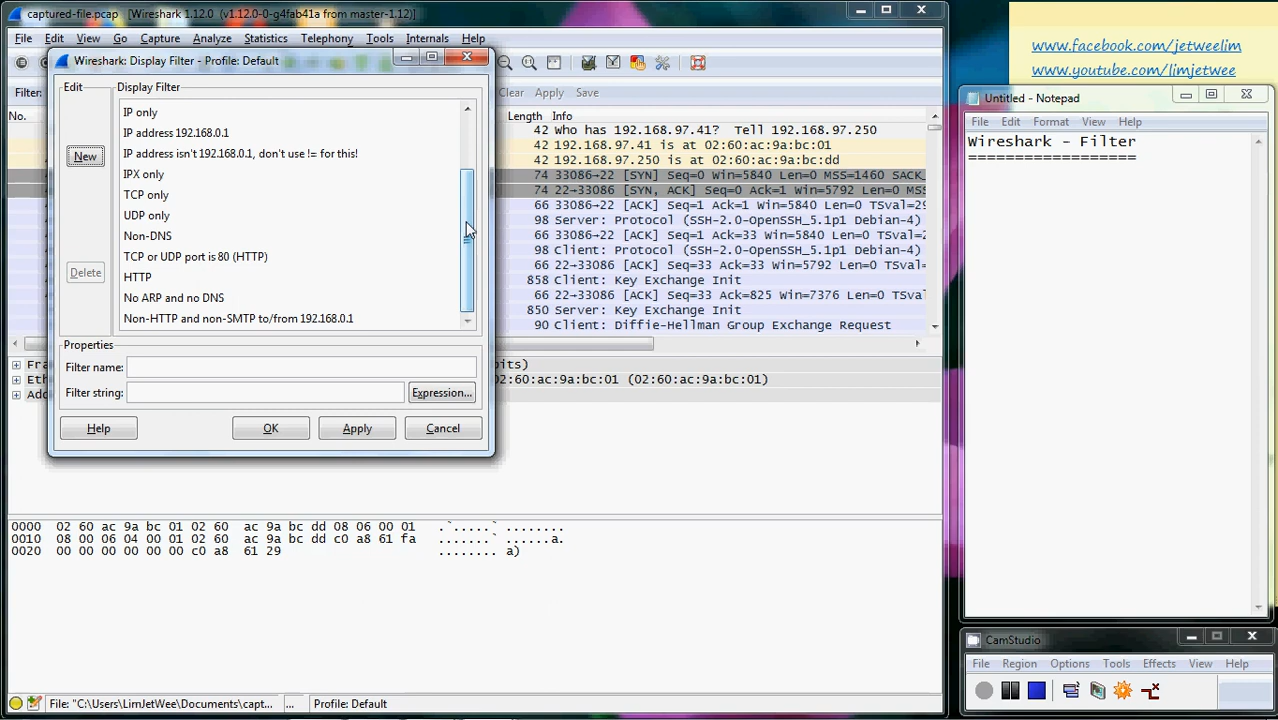 captured-file.pcap [Wireshark 1.12.0 (v1.12.0-0-g4fab41a from master-1.12)]
File Edit View Go Capture Analyze Statistics Telephony Tools Internals Help
Filter: Clear Apply Save
No. Length Info
42 Who has 192.168.97.41? Tell 192.168.97.250
42 192.168.97.41 is at 02:60:ac:9a:bc:01
42 192.168.97.250 is at 02:60:ac:9a:bc:dd
74 33086→22 [SYN] Seq=0 Win=5840 Len=0 MSS=1460 SACK_
74 22→33086 [SYN, ACK] Seq=0 Ack=1 Win=5792 Len=0 MSS
66 33086→22 [ACK] Seq=1 Ack=1 Win=5840 Len=0 TSval=29
98 Server: Protocol (SSH-2.0-OpenSSH_5.1p1 Debian-4)
66 33086→22 [ACK] Seq=1 Ack=33 Win=5840 Len=0 TSval=2
98 Client: Protocol (SSH-2.0-OpenSSH_5.1p1 Debian-4)
66 22→33086 [ACK] Seq=33 Ack=33 Win=5792 Len=0 TSval=
858 Client: Key Exchange Init
66 22→33086 [ACK] Seq=33 Ack=825 Win=7376 Len=0 TSval
850 Server: Key Exchange Init
90 Client: Diffie-Hellman Group Exchange Request
Wireshark: Display Filter - Profile: Default
Edit Display Filter
New
Delete
IP only
IP address 192.168.0.1
IP address isn't 192.168.0.1, don't use != for this!
IPX only
TCP only
UDP only
Non-DNS
TCP or UDP port is 80 (HTTP)
HTTP
No ARP and no DNS
Non-HTTP and non-SMTP to/from 192.168.0.1
Properties
Filter name:
Filter string: Expression...
Help OK Apply Cancel
Fra bits)
Eth 02:60:ac:9a:bc:01 (02:60:ac:9a:bc:01)
Add
0000 02 60 ac 9a bc 01 02 60 ac 9a bc dd 08 06 00 01 .`.....` ........
0010 08 00 06 04 00 01 02 60 ac 9a bc dd c0 a8 61 fa .......` ......a.
0020 00 00 00 00 00 00 c0 a8 61 29 ........ a)
File: "C:\Users\LimJetWee\Documents\capt... ... Profile: Default
www.facebook.com/jetweelim
www.youtube.com/limjetwee
Untitled - Notepad
File Edit Format View Help
Wireshark - Filter
==================
CamStudio
File Region Options Tools Effects View Help